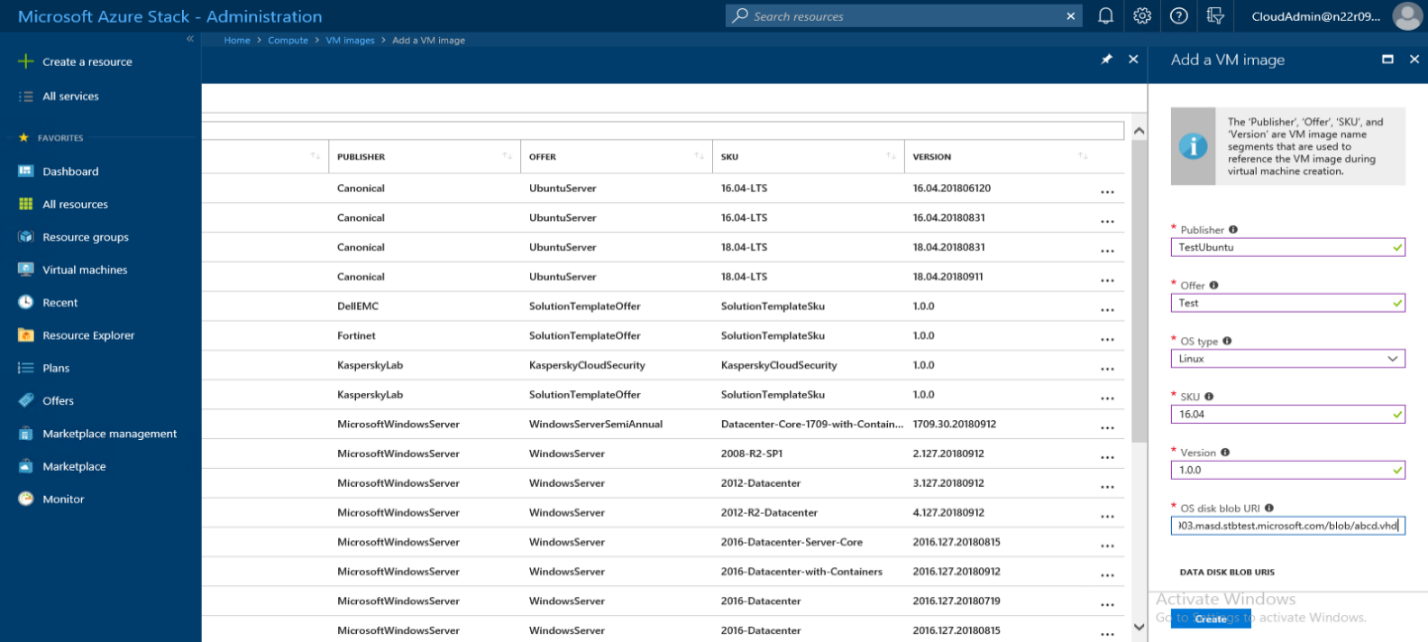 Microsoft Azure Stack - Administration
Search resources
CloudAdmin@n22r09...
Home > Compute > VM images > Add a VM image
Create a resource
All services
FAVORITES
Dashboard
All resources
Resource groups
Virtual machines
Recent
Resource Explorer
Plans
Offers
Marketplace management
Marketplace
Monitor
PUBLISHER OFFER SKU VERSION
Canonical UbuntuServer 16.04-LTS 16.04.201806120 ...
Canonical UbuntuServer 16.04-LTS 16.04.20180831 ...
Canonical UbuntuServer 18.04-LTS 18.04.20180831 ...
Canonical UbuntuServer 18.04-LTS 18.04.20180911 ...
DellEMC SolutionTemplateOffer SolutionTemplateSku 1.0.0 ...
Fortinet SolutionTemplateOffer SolutionTemplateSku 1.0.0 ...
KasperskyLab KasperskyCloudSecurity KasperskyCloudSecurity 1.0.0 ...
KasperskyLab SolutionTemplateOffer SolutionTemplateSku 1.0.0 ...
MicrosoftWindowsServer WindowsServerSemiAnnual Datacenter-Core-1709-with-Contain... 1709.30.20180912 ...
MicrosoftWindowsServer WindowsServer 2008-R2-SP1 2.127.20180912 ...
MicrosoftWindowsServer WindowsServer 2012-Datacenter 3.127.20180912 ...
MicrosoftWindowsServer WindowsServer 2012-R2-Datacenter 4.127.20180912 ...
MicrosoftWindowsServer WindowsServer 2016-Datacenter-Server-Core 2016.127.20180815 ...
MicrosoftWindowsServer WindowsServer 2016-Datacenter-with-Containers 2016.127.20180912 ...
MicrosoftWindowsServer WindowsServer 2016-Datacenter 2016.127.20180719 ...
MicrosoftWindowsServer WindowsServer 2016-Datacenter 2016.127.20180815 ...
Add a VM image
The 'Publisher', 'Offer', 'SKU', and
'Version' are VM image name
segments that are used to
reference the VM image during
virtual machine creation.
* Publisher
TestUbuntu
* Offer
Test
* OS type
Linux
* SKU
16.04
* Version
1.0.0
* OS disk blob URI
03.masd.stbtest.microsoft.com/blob/abcd.vhd
DATA DISK BLOB URIS
Activate Windows
Go to Settings to activate Windows.
Create